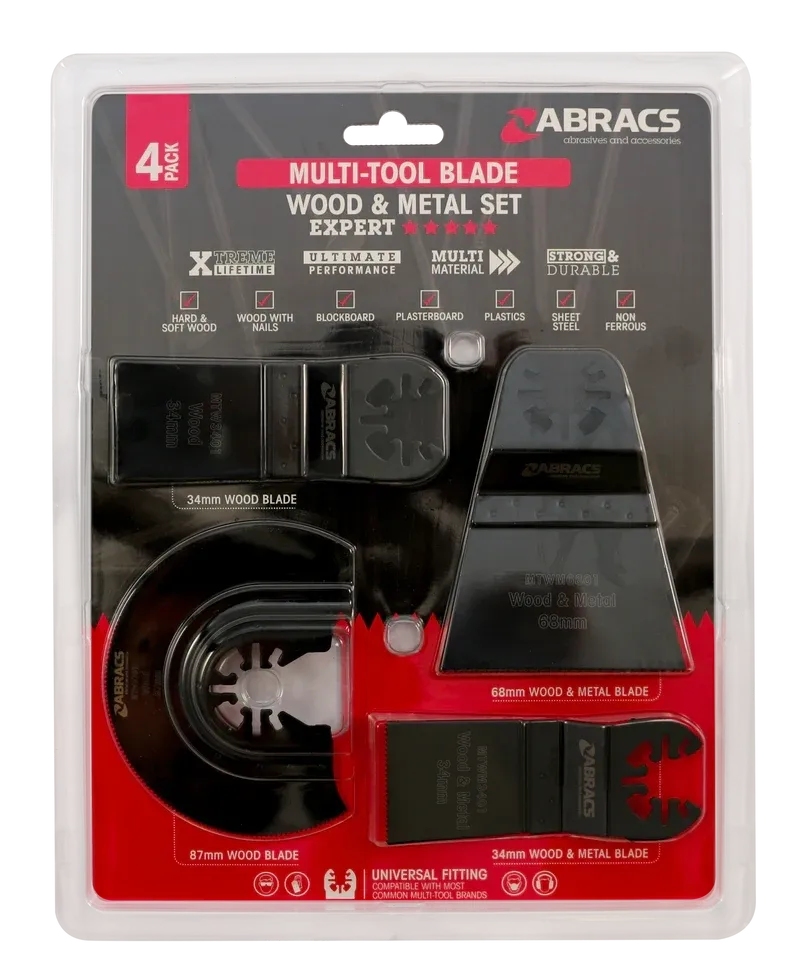 4 PACK
ABRACS
abrasives and accessories
MULTI-TOOL BLADE
WOOD & METAL SET
EXPERT
XTREME LIFETIME
ULTIMATE PERFORMANCE
MULTI MATERIAL
STRONG & DURABLE
HARD & SOFT WOOD
WOOD WITH NAILS
BLOCKBOARD
PLASTERBOARD
PLASTICS
SHEET STEEL
NON FERROUS
ABRACS
Wood
34mm
34mm WOOD BLADE
ABRACS
Wood & Metal
68mm
68mm WOOD & METAL BLADE
ABRACS
87mm WOOD BLADE
ABRACS
Wood & Metal
34mm
34mm WOOD & METAL BLADE
UNIVERSAL FITTING
COMPATIBLE WITH MOST
COMMON MULTI-TOOL BRANDS